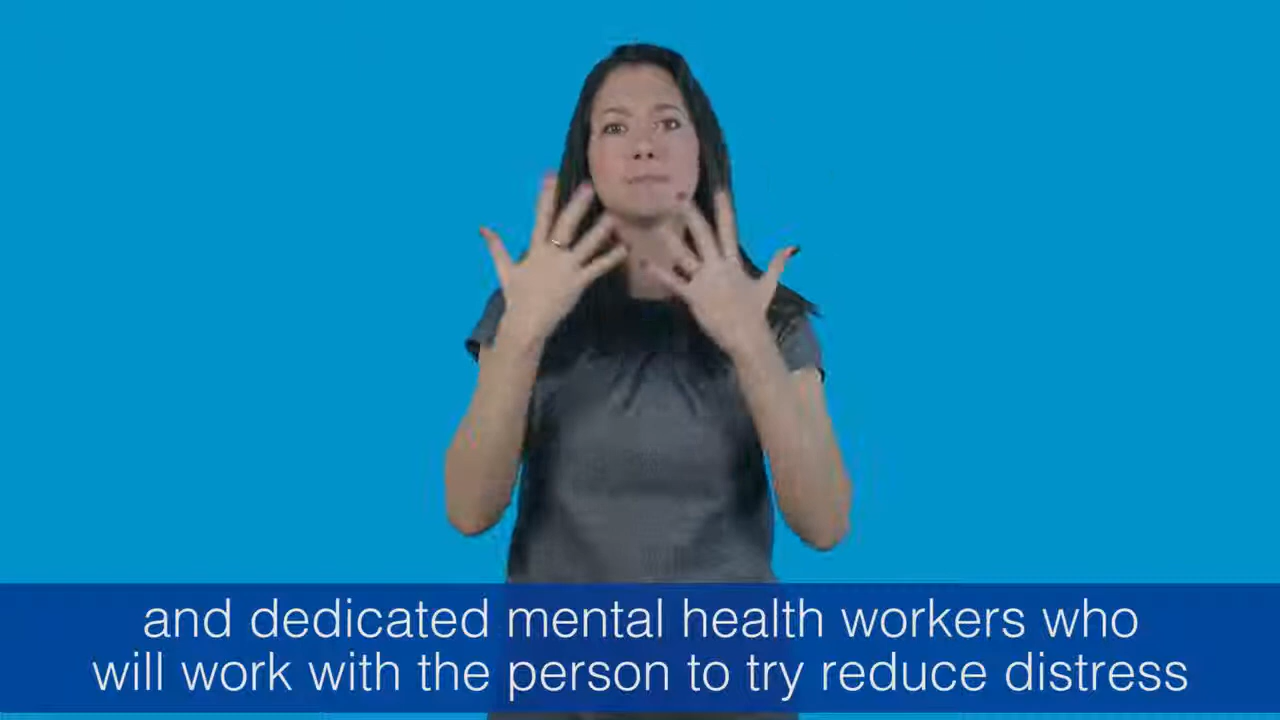 and dedicated mental health workers who
will work with the person to try reduce distress